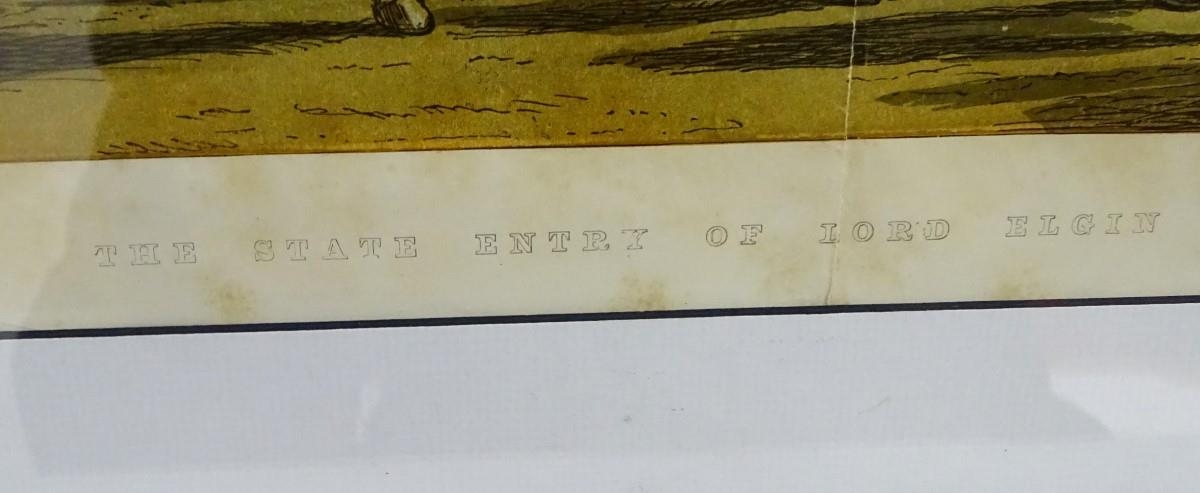 THE STATE ENTRY OF LORD ELGIN